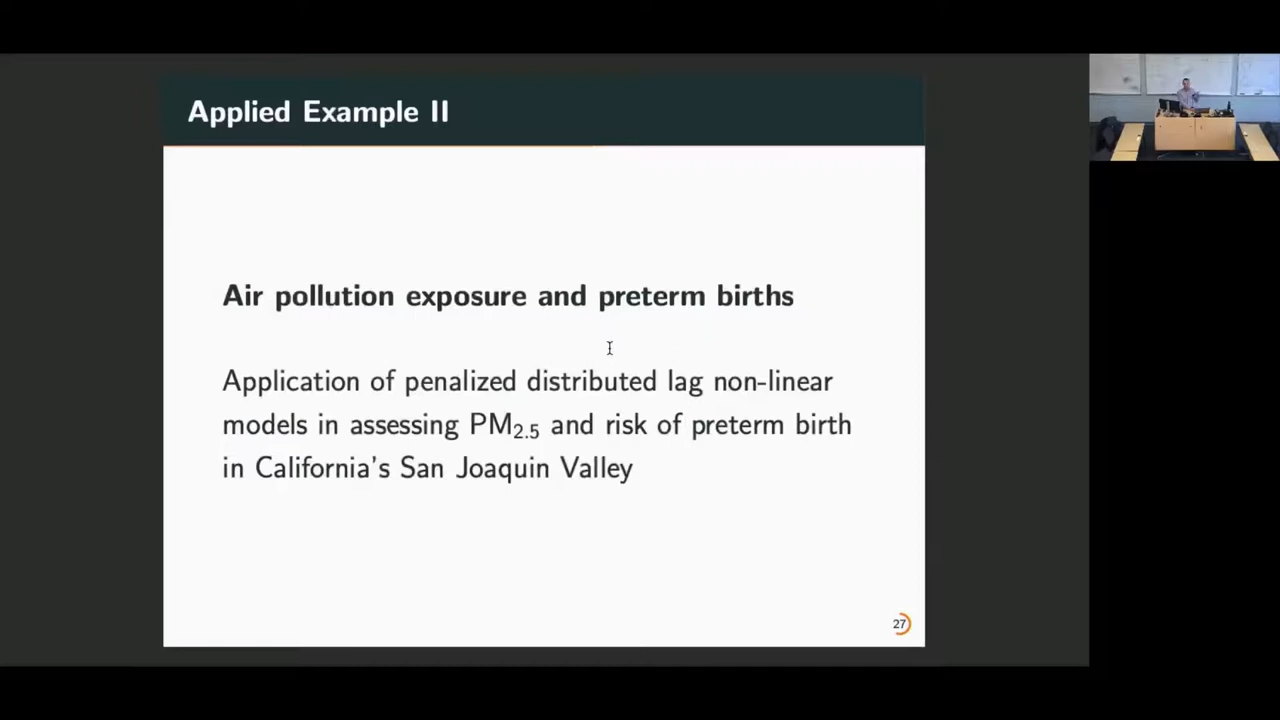 Applied Example II
Air pollution exposure and preterm births
Application of penalized distributed lag non-linear
models in assessing PM2.5 and risk of preterm birth
in California's San Joaquin Valley
27